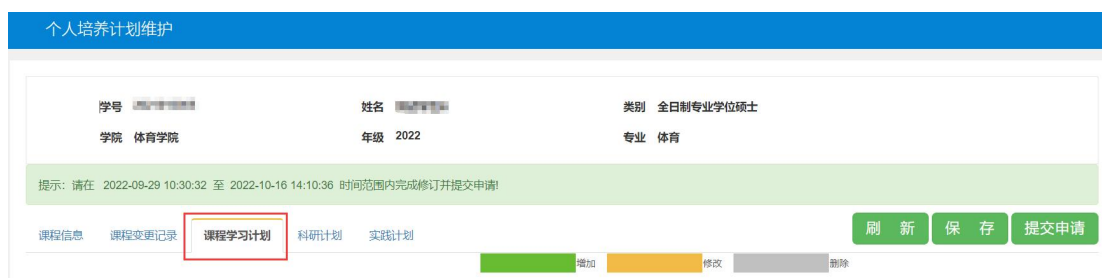 个人培养计划维护
学号 姓名 类别 全日制专业学位硕士
学院 体育学院 年级 2022 专业 体育
提示：请在 2022-09-29 10:30:32 至 2022-10-16 14:10:36 时间范围内完成修订并提交申请!
课程信息 课程变更记录 课程学习计划 科研计划 实践计划 刷 新 保 存 提交申请
增加 修改 删除